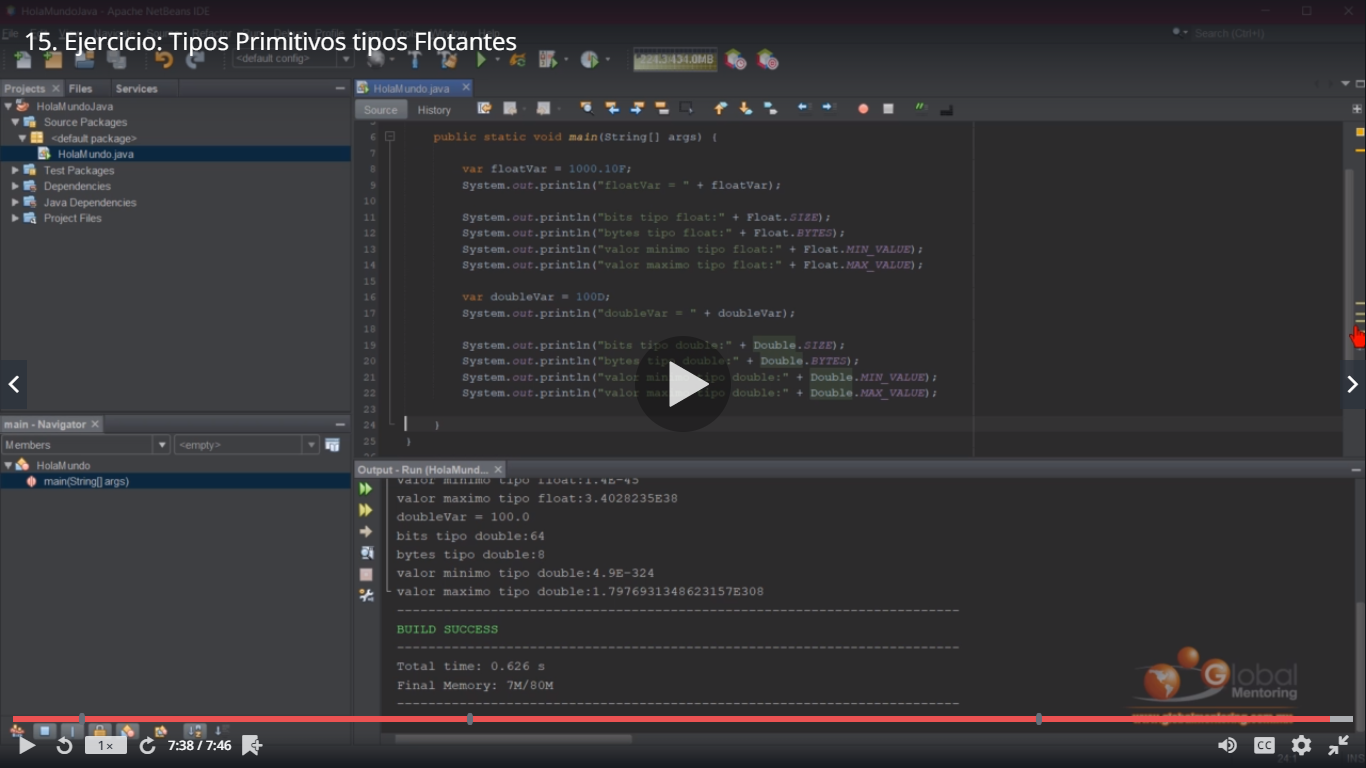 HolaMundoJava - Apache NetBeans IDE
15. Ejercicio: Tipos Primitivos tipos Flotantes
Search (Ctrl+I)
<default config>
224.3/434.0MB
Projects Files Services
HolaMundoJava
Source Packages
<default package>
HolaMundo.java
Test Packages
Dependencies
Java Dependencies
Project Files
HolaMundo.java
Source History
6 public static void main(String[] args) {
7
8 var floatVar = 1000.10F;
9 System.out.println("floatVar = " + floatVar);
10
11 System.out.println("bits tipo float:" + Float.SIZE);
12 System.out.println("bytes tipo float:" + Float.BYTES);
13 System.out.println("valor minimo tipo float:" + Float.MIN_VALUE);
14 System.out.println("valor maximo tipo float:" + Float.MAX_VALUE);
15
16 var doubleVar = 100D;
17 System.out.println("doubleVar = " + doubleVar);
18
19 System.out.println("bits tipo double:" + Double.SIZE);
20 System.out.println("bytes tipo double:" + Double.BYTES);
21 System.out.println("valor min tipo double:" + Double.MIN_VALUE);
22 System.out.println("valor max tipo double:" + Double.MAX_VALUE);
23
24 }
25 }
main - Navigator
Members <empty>
HolaMundo
main(String[] args)
Output - Run (HolaMund...
valor minimo tipo float:1.4E-45
valor maximo tipo float:3.4028235E38
doubleVar = 100.0
bits tipo double:64
bytes tipo double:8
valor minimo tipo double:4.9E-324
valor maximo tipo double:1.7976931348623157E308
------------------------------------------------------------------------
BUILD SUCCESS
------------------------------------------------------------------------
Total time: 0.626 s
Final Memory: 7M/80M
------------------------------------------------------------------------
Global
Mentoring
www.globalmentoring.com.mx
1x 7:38 / 7:46 CC
24:1 INS